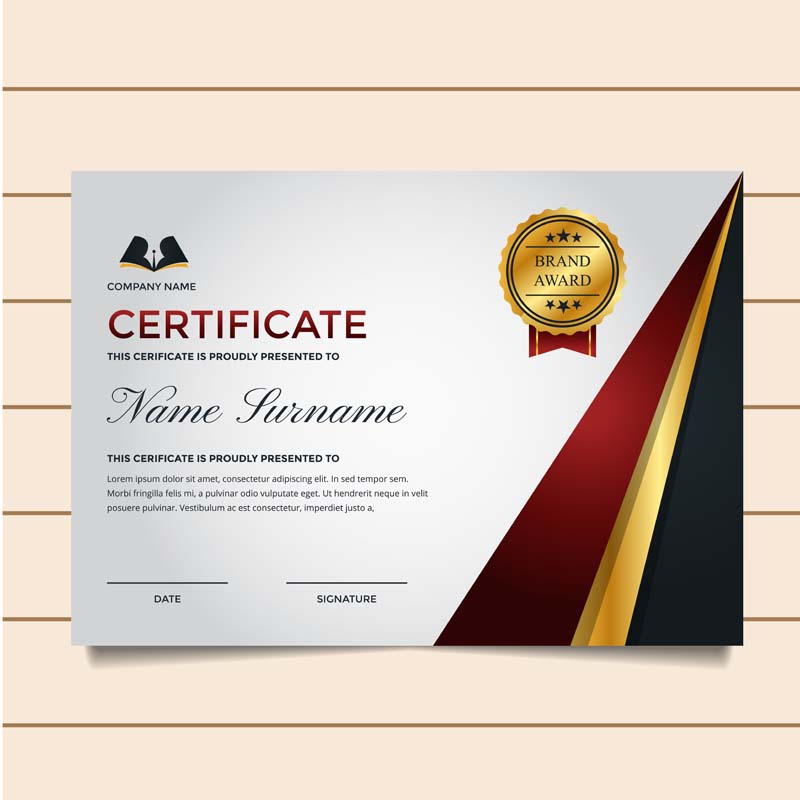 COMPANY NAME
CERTIFICATE
THIS CERIFICATE IS PROUDLY PRESENTED TO
Name Surname
THIS CERIFICATE IS PROUDLY PRESENTED TO
Lorem ipsum dolor sit amet, consectetur adipiscing elit. In sed tempor sem.
Morbi fringilla felis mi, a pulvinar odio vulputate eget. Ut hendrerit neque in velit
posuere pulvinar. Vestibulum ac est consectetur, imperdiet justo a,
DATE
SIGNATURE
BRAND
AWARD